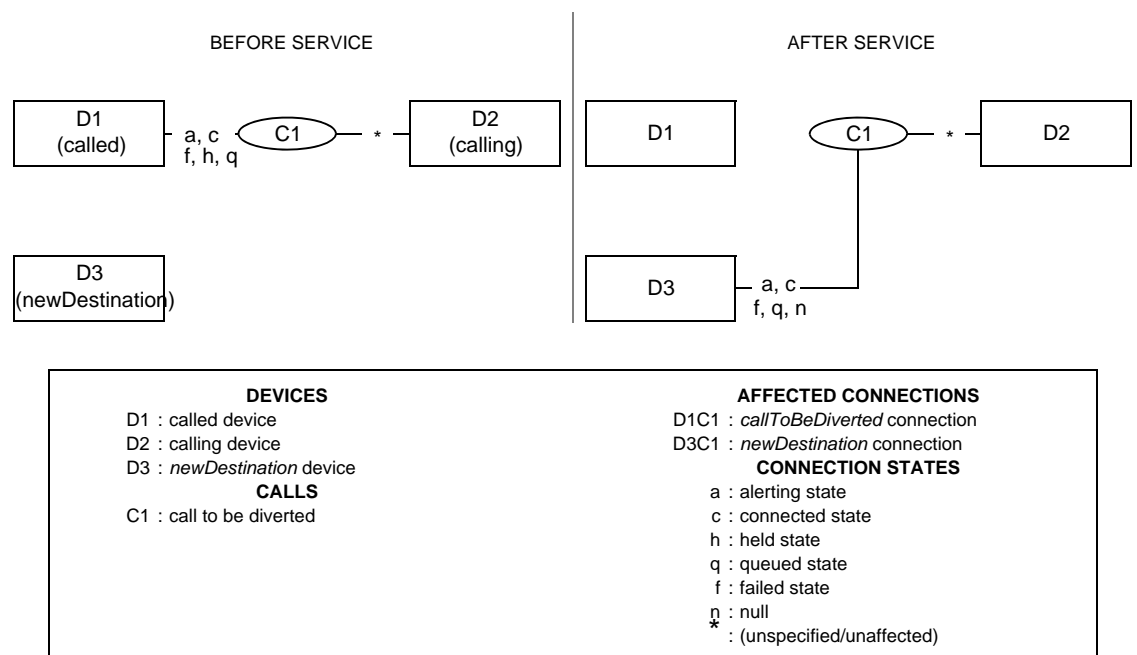 BEFORE SERVICE
AFTER SERVICE
D1
(called)
a, c
f, h, q
C1
*
D2
(calling)
D1
C1
*
D2
D3
(newDestination)
D3
a, c
f, q, n
DEVICES
D1 : called device
D2 : calling device
D3 : newDestination device
CALLS
C1 : call to be diverted
AFFECTED CONNECTIONS
D1C1 : callToBeDiverted connection
D3C1 : newDestination connection
CONNECTION STATES
a : alerting state
c : connected state
h : held state
q : queued state
f : failed state
n : null
* : (unspecified/unaffected)